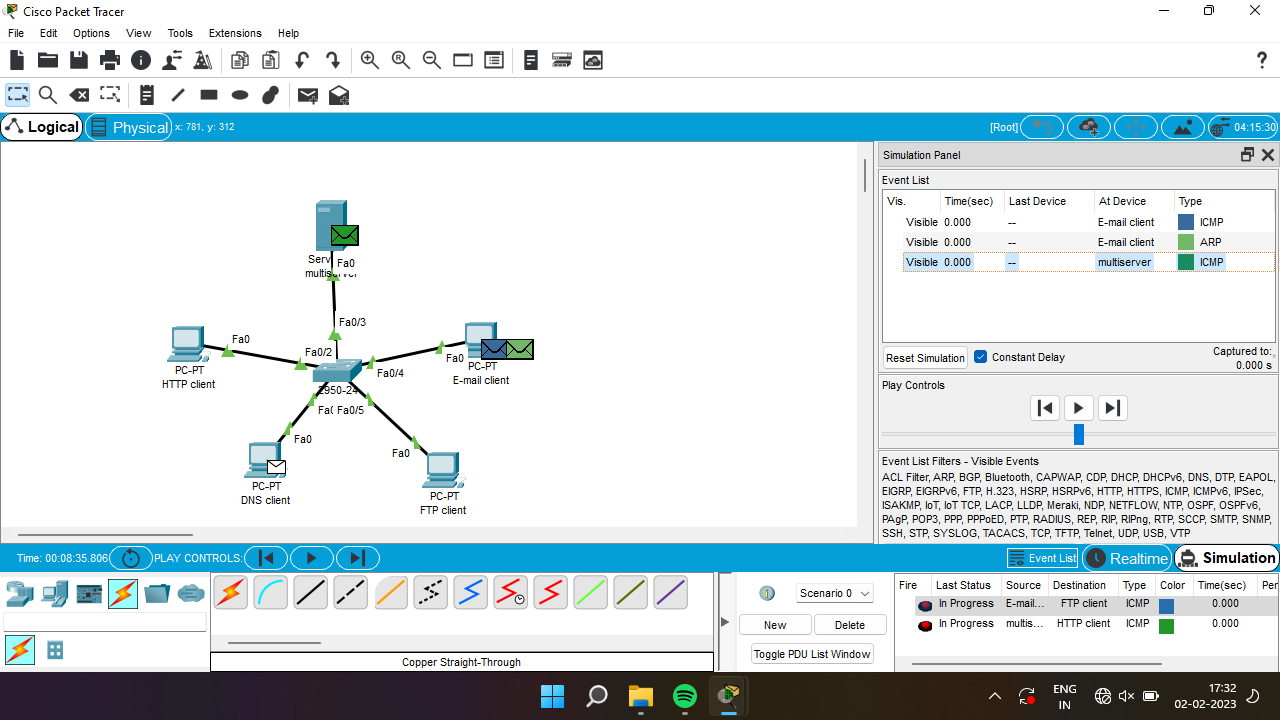 Cisco Packet Tracer
File Edit Options View Tools Extensions Help
Logical Physical x: 781, y: 312 [Root] 04:15:30
Simulation Panel
Event List
Vis. Time(sec) Last Device At Device Type
Visible 0.000 -- E-mail client ICMP
Visible 0.000 -- E-mail client ARP
Visible 0.000 -- multiserver ICMP
Reset Simulation Constant Delay Captured to:
0.000 s
Play Controls
Event List Filters - Visible Events
ACL Filter, ARP, BGP, Bluetooth, CAPWAP, CDP, DHCP, DHCPv6, DNS, DTP, EAPOL,
EIGRP, EIGRPv6, FTP, H.323, HSRP, HSRPv6, HTTP, HTTPS, ICMP, ICMPv6, IPSec,
ISAKMP, IoT, IoT TCP, LACP, LLDP, Meraki, NDP, NETFLOW, NTP, OSPF, OSPFv6,
PAgP, POP3, PPP, PPPoED, PTP, RADIUS, REP, RIP, RIPng, RTP, SCCP, SMTP, SNMP,
SSH, STP, SYSLOG, TACACS, TCP, TFTP, Telnet, UDP, USB, VTP
Fa0
Fa0/3
Fa0
Fa0/2
PC-PT
HTTP client
Fa0
Fa0/4
PC-PT
E-mail client
2950-24
Fa0/5
Fa0
PC-PT
DNS client
Fa0
PC-PT
FTP client
Time: 00:08:35.806 PLAY CONTROLS: Event List Realtime Simulation
Copper Straight-Through
Scenario 0
New Delete
Toggle PDU List Window
Fire Last Status Source Destination Type Color Time(sec) Per
In Progress E-mail... FTP client ICMP 0.000
In Progress multis... HTTP client ICMP 0.000
ENG
IN
17:32
02-02-2023